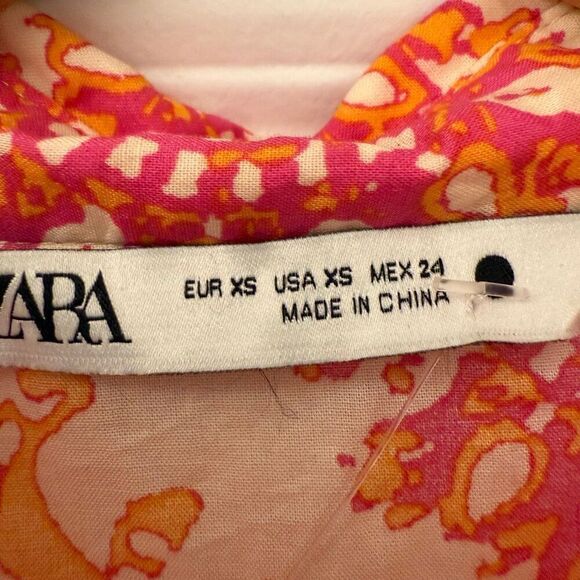 ZARA
EUR XS USA XS MEX 24
MADE IN CHINA